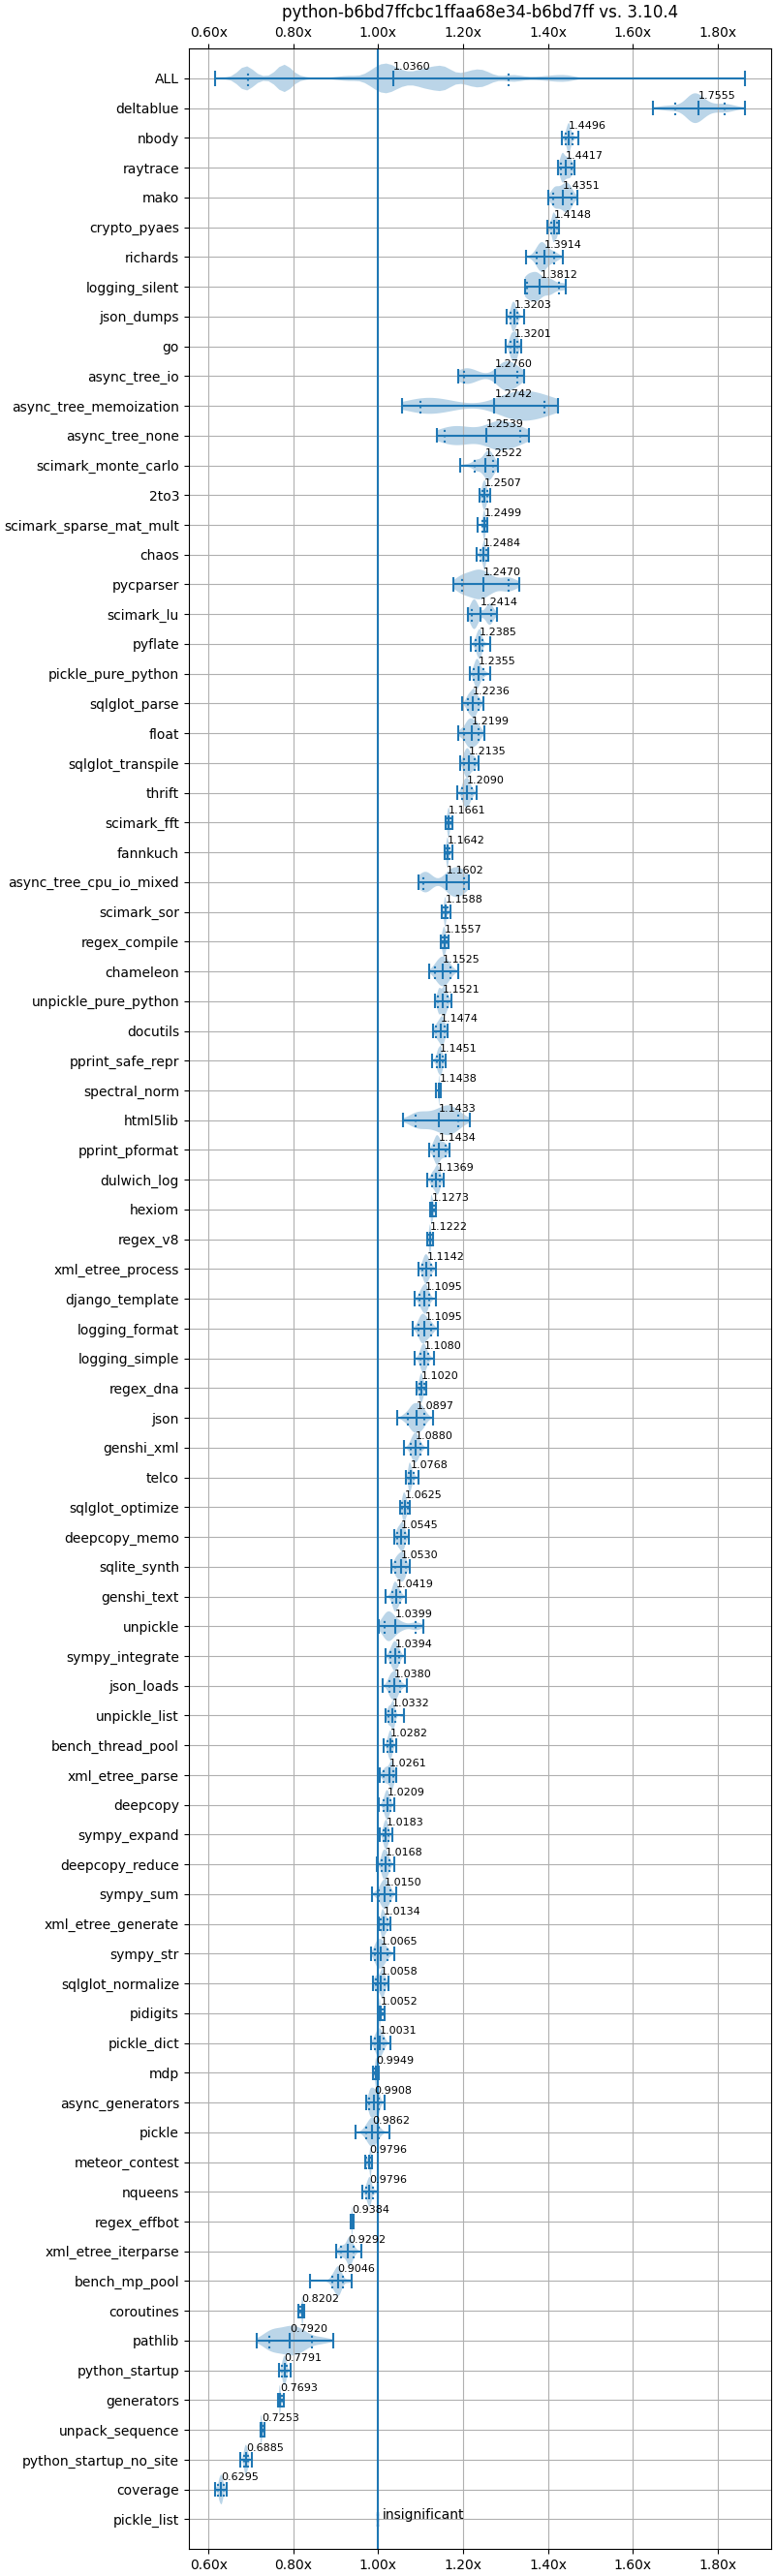 python-b6bd7ffcbc1ffaa68e34-b6bd7ff vs. 3.10.4
0.60x 0.80x 1.00x 1.20x 1.40x 1.60x 1.80x
ALL 1.0360
deltablue 1.7555
nbody 1.4496
raytrace 1.4417
mako 1.4351
crypto_pyaes 1.4148
richards 1.3914
logging_silent 1.3812
json_dumps 1.3203
go 1.3201
async_tree_io 1.2760
async_tree_memoization 1.2742
async_tree_none 1.2539
scimark_monte_carlo 1.2522
2to3 1.2507
scimark_sparse_mat_mult 1.2499
chaos 1.2484
pycparser 1.2470
scimark_lu 1.2414
pyflate 1.2385
pickle_pure_python 1.2355
sqlglot_parse 1.2236
float 1.2199
sqlglot_transpile 1.2135
thrift 1.2090
scimark_fft 1.1661
fannkuch 1.1642
async_tree_cpu_io_mixed 1.1602
scimark_sor 1.1588
regex_compile 1.1557
chameleon 1.1525
unpickle_pure_python 1.1521
docutils 1.1474
pprint_safe_repr 1.1451
spectral_norm 1.1438
html5lib 1.1433
pprint_pformat 1.1434
dulwich_log 1.1369
hexiom 1.1273
regex_v8 1.1222
xml_etree_process 1.1142
django_template 1.1095
logging_format 1.1095
logging_simple 1.1080
regex_dna 1.1020
json 1.0897
genshi_xml 1.0880
telco 1.0768
sqlglot_optimize 1.0625
deepcopy_memo 1.0545
sqlite_synth 1.0530
genshi_text 1.0419
unpickle 1.0399
sympy_integrate 1.0394
json_loads 1.0380
unpickle_list 1.0332
bench_thread_pool 1.0282
xml_etree_parse 1.0261
deepcopy 1.0209
sympy_expand 1.0183
deepcopy_reduce 1.0168
sympy_sum 1.0150
xml_etree_generate 1.0134
sympy_str 1.0065
sqlglot_normalize 1.0058
pidigits 1.0052
pickle_dict 1.0031
mdp 0.9949
async_generators 0.9908
pickle 0.9862
meteor_contest 0.9796
nqueens 0.9796
regex_effbot 0.9384
xml_etree_iterparse 0.9292
bench_mp_pool 0.9046
coroutines 0.8202
pathlib 0.7920
python_startup 0.7791
generators 0.7693
unpack_sequence 0.7253
python_startup_no_site 0.6885
coverage 0.6295
pickle_list insignificant
0.60x 0.80x 1.00x 1.20x 1.40x 1.60x 1.80x